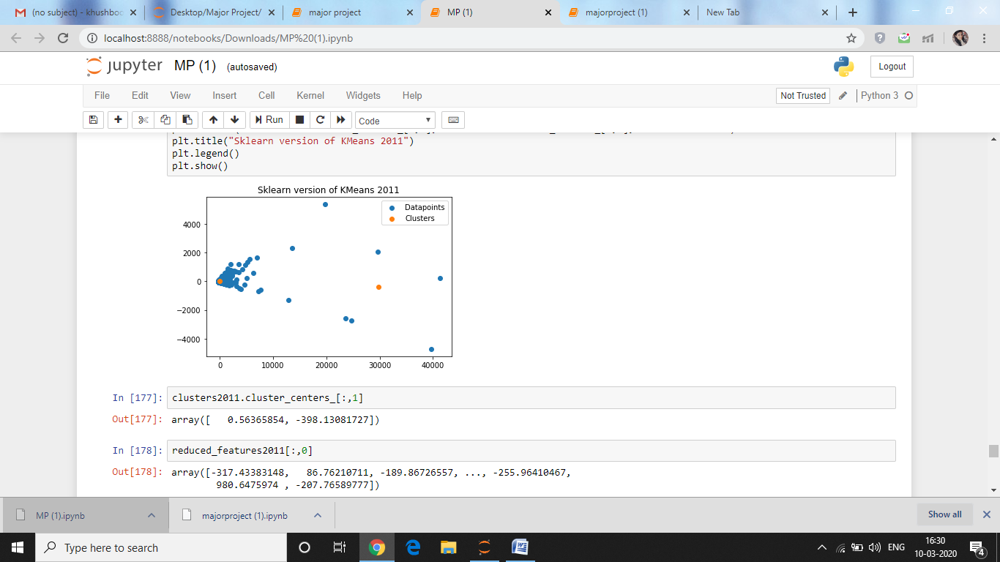 (no subject) - khushboo
Desktop/Major Project/
major project
MP (1)
majorproject (1)
New Tab
localhost:8888/notebooks/Downloads/MP%20(1).ipynb
jupyter MP (1) (autosaved)
Logout
File Edit View Insert Cell Kernel Widgets Help
Not Trusted
Python 3
Run
Code
plt.title("Sklearn version of KMeans 2011")
plt.legend()
plt.show()
Sklearn version of KMeans 2011
Datapoints
Clusters
4000
2000
0
−2000
−4000
0 10000 20000 30000 40000
In [177]: clusters2011.cluster_centers_[:,1]
Out[177]: array([   0.56365854, -398.13081727])
In [178]: reduced_features2011[:,0]
Out[178]: array([-317.43383148,   86.76210711, -189.86726557, ..., -255.96410467,
980.6475974 , -207.76589777])
MP (1).ipynb
majorproject (1).ipynb
Show all
Type here to search
ENG
16:30
10-03-2020
4